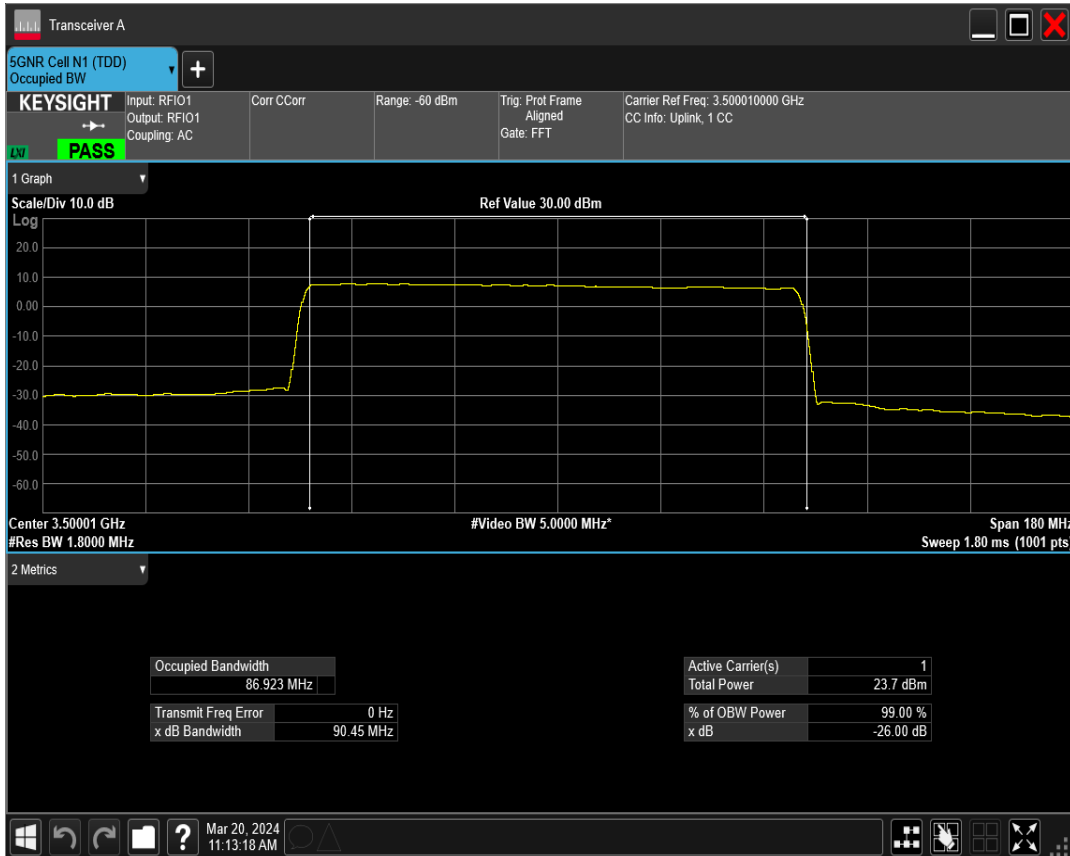 Transceiver A
5GNR Cell N1 (TDD)
Occupied BW
+
KEYSIGHT
LXI
PASS
Input: RFIO1
Output: RFIO1
Coupling: AC
Corr CCorr
Range: -60 dBm
Trig: Prot Frame
Aligned
Gate: FFT
Carrier Ref Freq: 3.500010000 GHz
CC Info: Uplink, 1 CC
1 Graph
Scale/Div 10.0 dB
Ref Value 30.00 dBm
Log
20.0
10.0
0.00
-10.0
-20.0
-30.0
-40.0
-50.0
-60.0
Center 3.50001 GHz
#Video BW 5.0000 MHz*
Span 180 MHz
#Res BW 1.8000 MHz
Sweep 1.80 ms (1001 pts)
2 Metrics
Occupied Bandwidth
86.923 MHz
Transmit Freq Error 0 Hz
x dB Bandwidth 90.45 MHz
Active Carrier(s) 1
Total Power 23.7 dBm
% of OBW Power 99.00 %
x dB -26.00 dB
?
Mar 20, 2024
11:13:18 AM